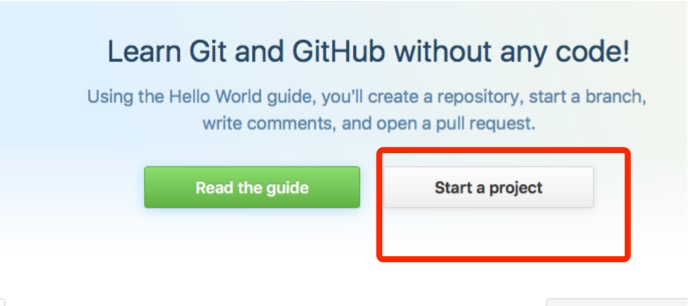 Learn Git and GitHub without any code!
Using the Hello World guide, you’ll create a repository, start a branch,
write comments, and open a pull request.
Read the guide
Start a project